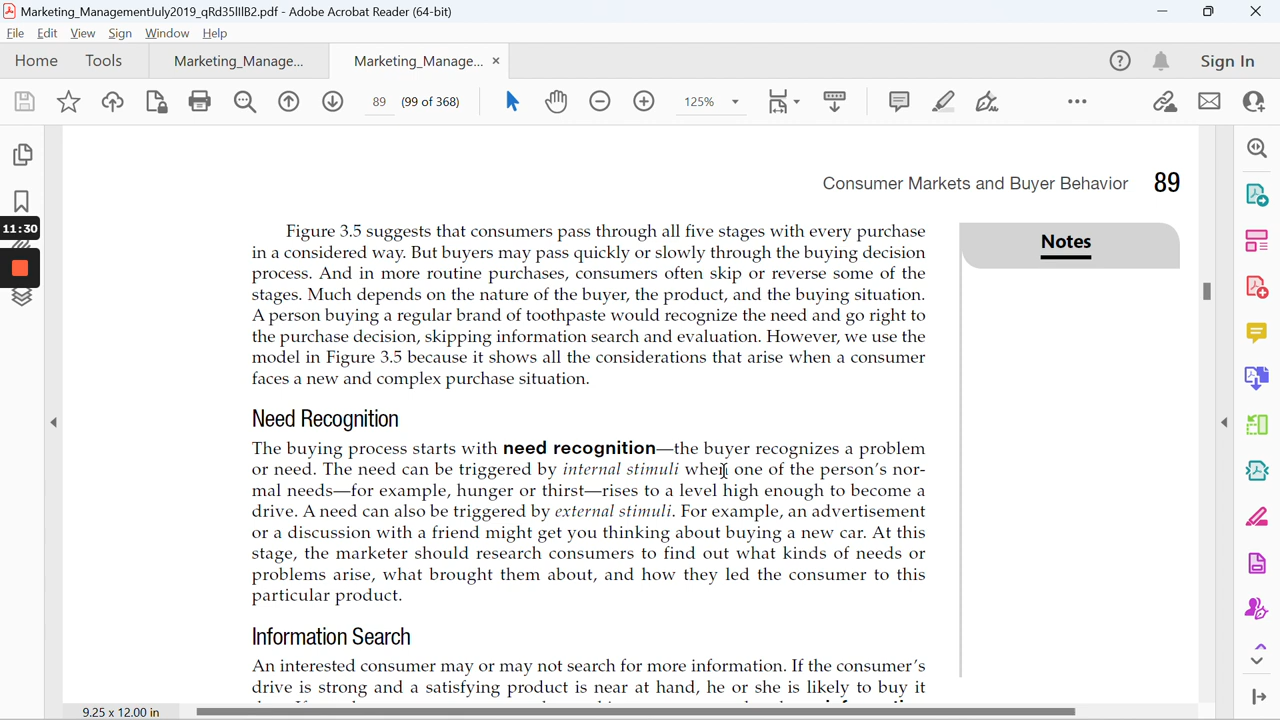 Marketing_ManagementJuly2019_qRd35IIIB2.pdf - Adobe Acrobat Reader (64-bit)
File Edit View Sign Window Help
Home Tools Marketing_Manage... Marketing_Manage... × Sign In
89 (99 of 368) 125%
11:30
Consumer Markets and Buyer Behavior 89
Notes
Figure 3.5 suggests that consumers pass through all five stages with every purchase
in a considered way. But buyers may pass quickly or slowly through the buying decision
process. And in more routine purchases, consumers often skip or reverse some of the
stages. Much depends on the nature of the buyer, the product, and the buying situation.
A person buying a regular brand of toothpaste would recognize the need and go right to
the purchase decision, skipping information search and evaluation. However, we use the
model in Figure 3.5 because it shows all the considerations that arise when a consumer
faces a new and complex purchase situation.
Need Recognition
The buying process starts with need recognition—the buyer recognizes a problem
or need. The need can be triggered by internal stimuli when one of the person's nor-
mal needs—for example, hunger or thirst—rises to a level high enough to become a
drive. A need can also be triggered by external stimuli. For example, an advertisement
or a discussion with a friend might get you thinking about buying a new car. At this
stage, the marketer should research consumers to find out what kinds of needs or
problems arise, what brought them about, and how they led the consumer to this
particular product.
Information Search
An interested consumer may or may not search for more information. If the consumer's
drive is strong and a satisfying product is near at hand, he or she is likely to buy it
9.25 x 12.00 in